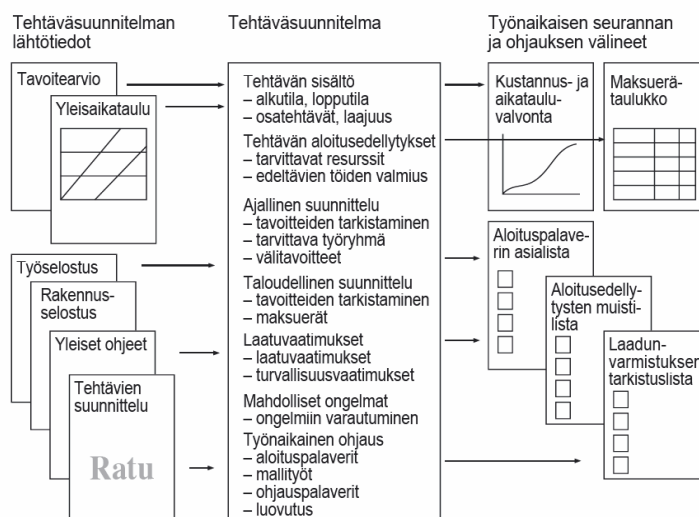 Tehtäväsuunnitelman
lähtötiedot
Tavoitearvio
Yleisaikataulu
Työselostus
Rakennus-
selostus
Yleiset ohjeet
Tehtävien
suunnittelu
Ratu
Tehtäväsuunnitelma
Tehtävän sisältö
– alkutila, lopputila
– osatehtävät, laajuus
Tehtävän aloitusedellytykset
– tarvittavat resurssit
– edeltävien töiden valmius
Ajallinen suunnittelu
– tavoitteiden tarkistaminen
– tarvittava työryhmä
– välitavoitteet
Taloudellinen suunnittelu
– tavoitteiden tarkistaminen
– maksuerät
Laatuvaatimukset
– laatuvaatimukset
– turvallisuusvaatimukset
Mahdolliset ongelmat
– ongelmiin varautuminen
Työnaikainen ohjaus
– aloituspalaverit
– mallityöt
– ohjauspalaverit
– luovutus
Työnaikaisen seurannan
ja ohjauksen välineet
Kustannus- ja
aikataulu-
valvonta
Maksuerä-
taulukko
Aloituspalave-
rin asialista
Aloitusedelly-
tysten muisti-
lista
Laadun-
varmistuksen
tarkistuslista